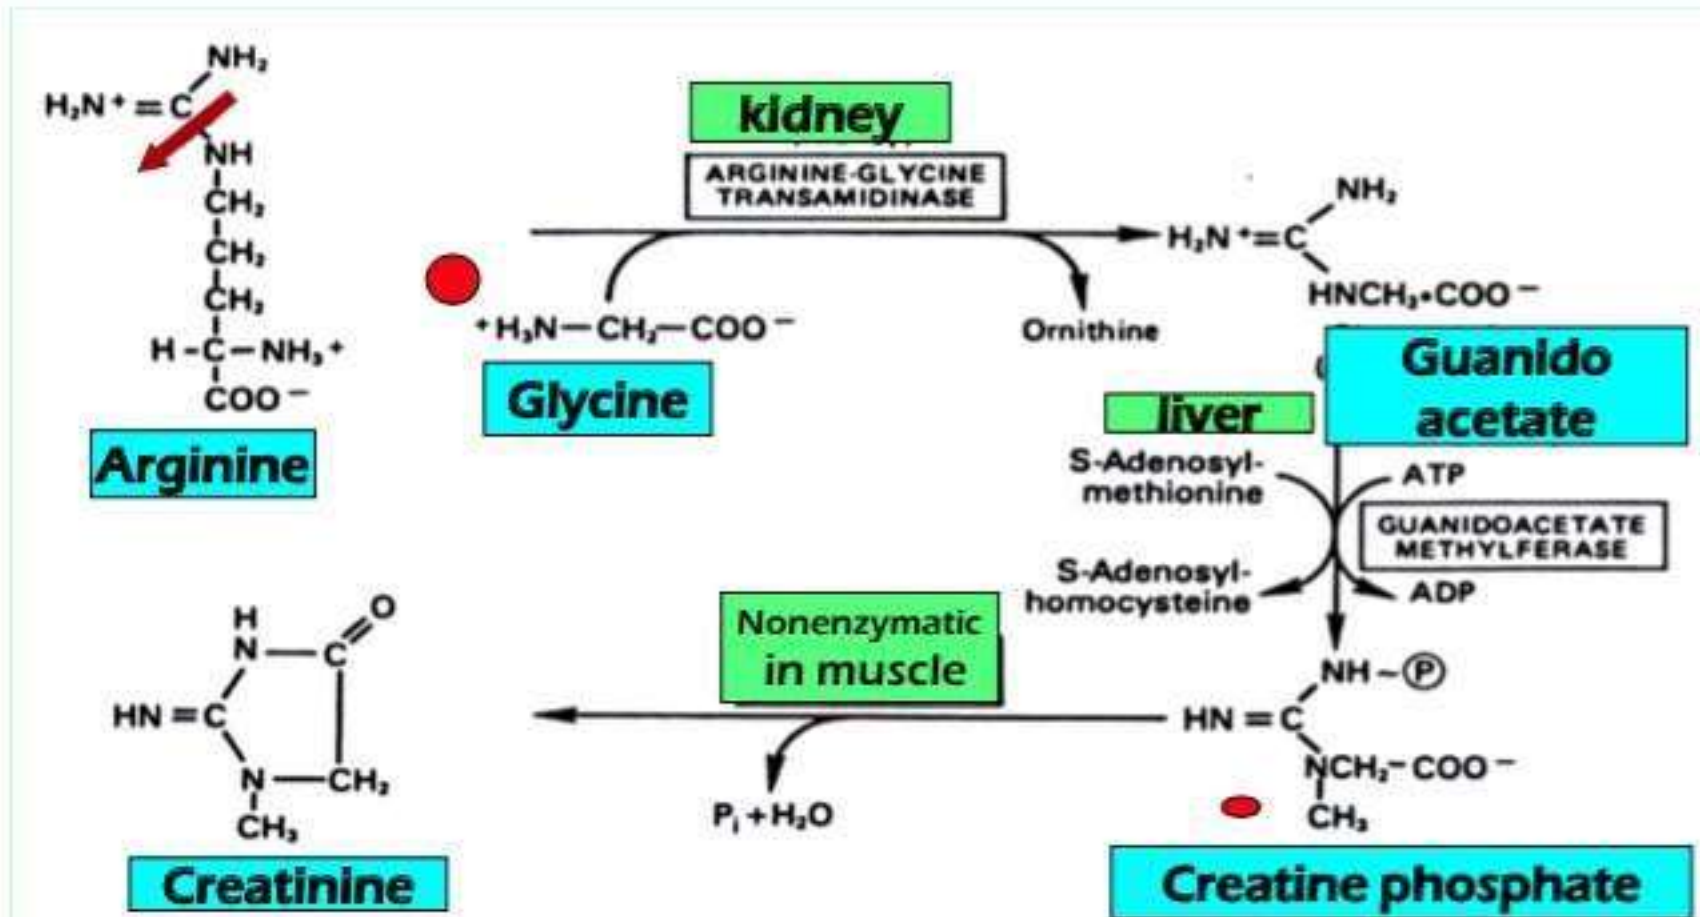 NH₂
H₂N⁺=C
NH
CH₂
CH₂
CH₂
H-C-NH₃⁺
COO⁻
Arginine
kidney
ARGININE-GLYCINE
TRANSAMIDINASE
⁺H₃N-CH₂-COO⁻
Glycine
Ornithine
NH₂
H₂N⁺=C
HNCH₂•COO⁻
Guanido
acetate
liver
S-Adenosyl-
methionine
ATP
GUANIDOACETATE
METHYLFERASE
S-Adenosyl-
homocysteine
ADP
NH~P
HN=C
NCH₂-COO⁻
CH₃
Creatine phosphate
Nonenzymatic
in muscle
Pi+H₂O
H
N-C=O
HN=C
N-CH₂
CH₃
Creatinine